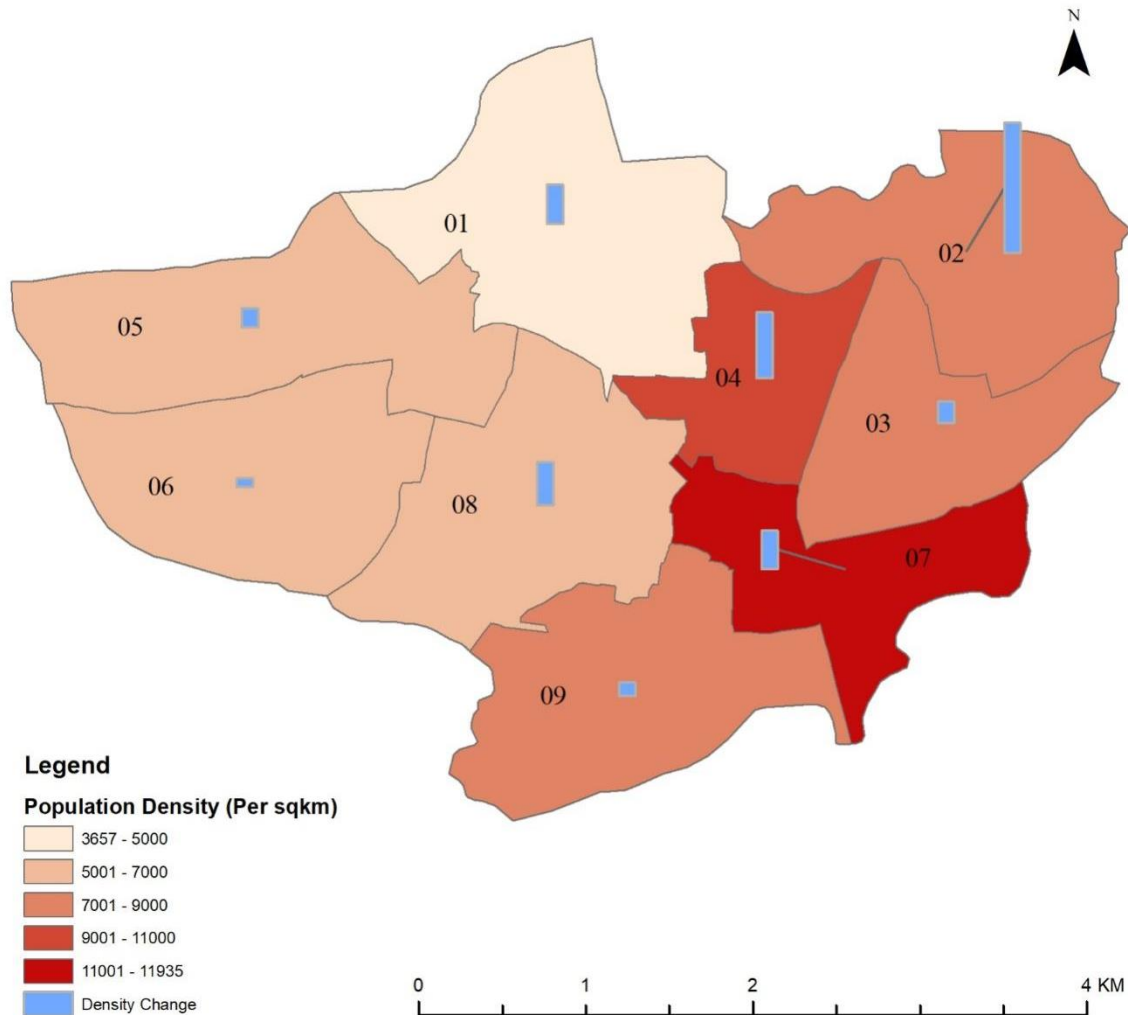 N
01
02
05
04
03
06
08
07
09
Legend
Population Density (Per sqkm)
3657 - 5000
5001 - 7000
7001 - 9000
9001 - 11000
11001 - 11935
Density Change
0 1 2 4 KM